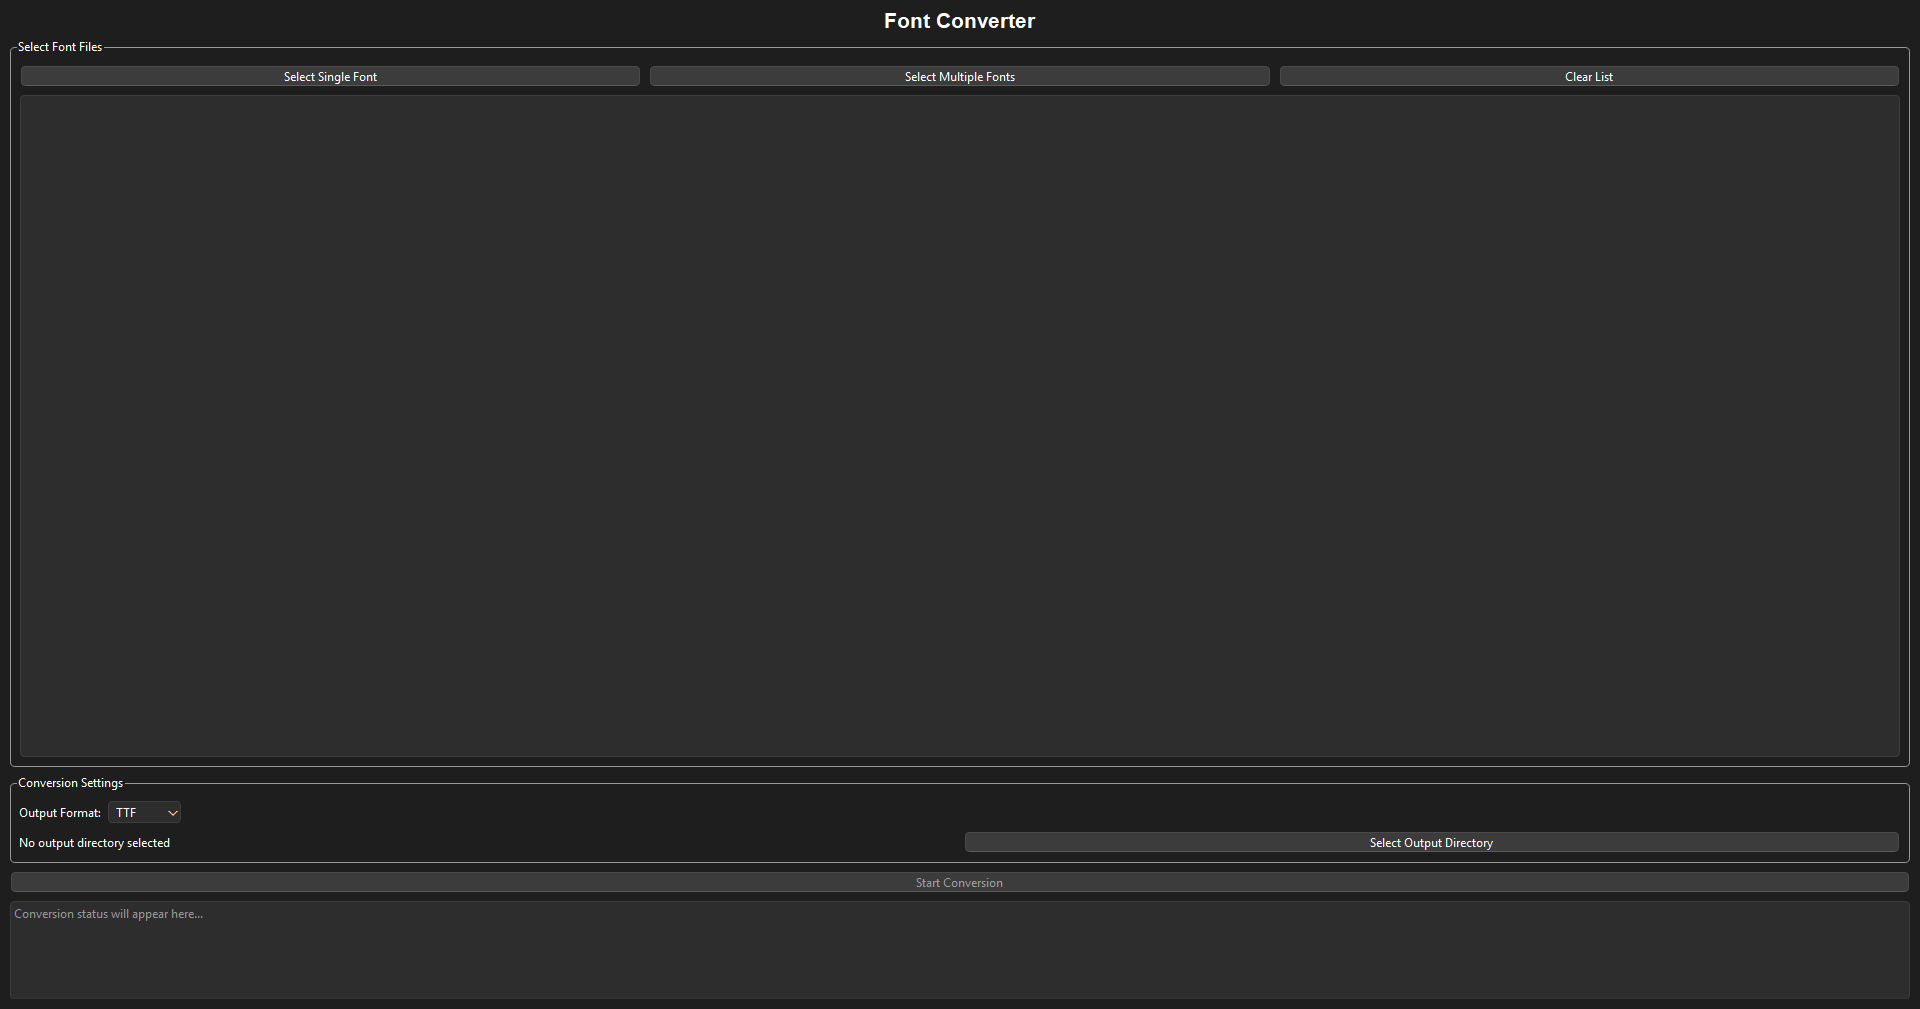 Font Converter
Select Font Files
Select Single Font
Select Multiple Fonts
Clear List
Conversion Settings
Output Format: TTF
No output directory selected
Select Output Directory
Start Conversion
Conversion status will appear here...